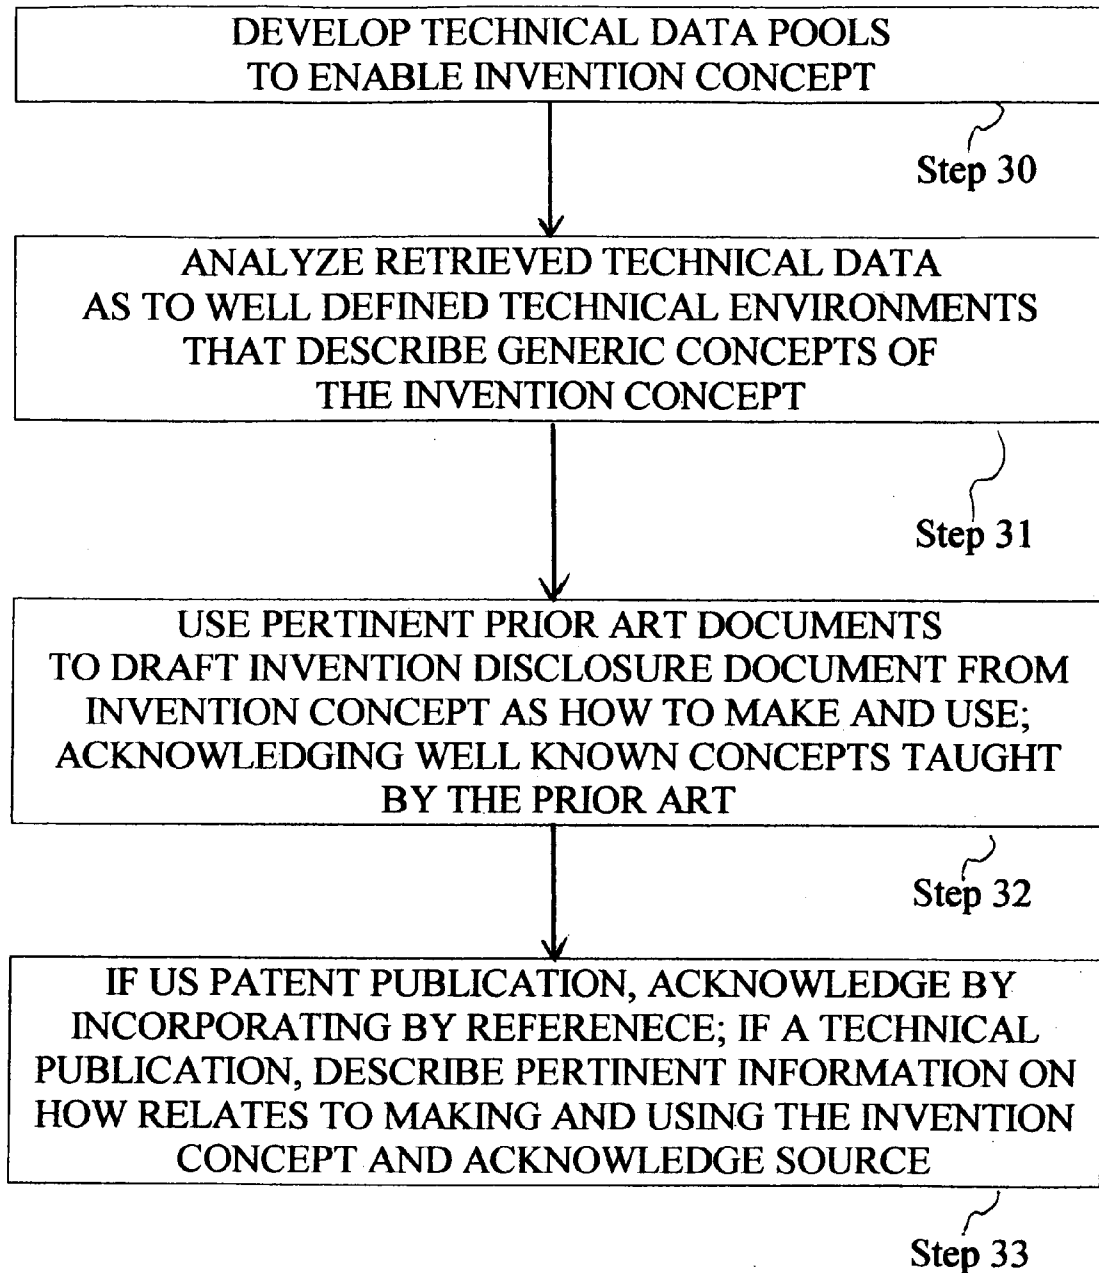 DEVELOP TECHNICAL DATA POOLS
TO ENABLE INVENTION CONCEPT
Step 30
ANALYZE RETRIEVED TECHNICAL DATA
AS TO WELL DEFINED TECHNICAL ENVIRONMENTS
THAT DESCRIBE GENERIC CONCEPTS OF
THE INVENTION CONCEPT
Step 31
USE PERTINENT PRIOR ART DOCUMENTS
TO DRAFT INVENTION DISCLOSURE DOCUMENT FROM
INVENTION CONCEPT AS HOW TO MAKE AND USE;
ACKNOWLEDGING WELL KNOWN CONCEPTS TAUGHT
BY THE PRIOR ART
Step 32
IF US PATENT PUBLICATION, ACKNOWLEDGE BY
INCORPORATING BY REFERENECE; IF A TECHNICAL
PUBLICATION, DESCRIBE PERTINENT INFORMATION ON
HOW RELATES TO MAKING AND USING THE INVENTION
CONCEPT AND ACKNOWLEDGE SOURCE
Step 33